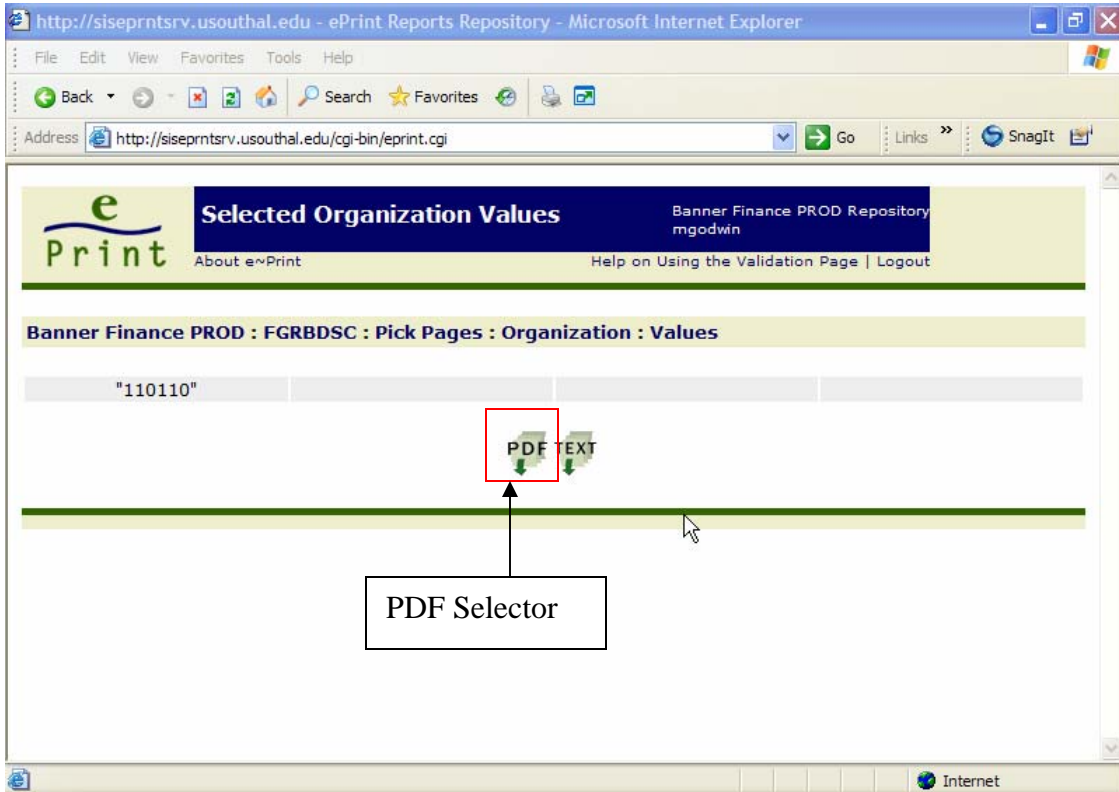 http://siseprntsrv.usouthal.edu - ePrint Reports Repository - Microsoft Internet Explorer
File Edit View Favorites Tools Help
Back Search Favorites
Address http://siseprntsrv.usouthal.edu/cgi-bin/eprint.cgi Go Links » SnagIt
e Print
Selected Organization Values
Banner Finance PROD Repository
mgodwin
About e~Print Help on Using the Validation Page | Logout
Banner Finance PROD : FGRBDSC : Pick Pages : Organization : Values
"110110"
PDF TEXT
PDF Selector
Internet